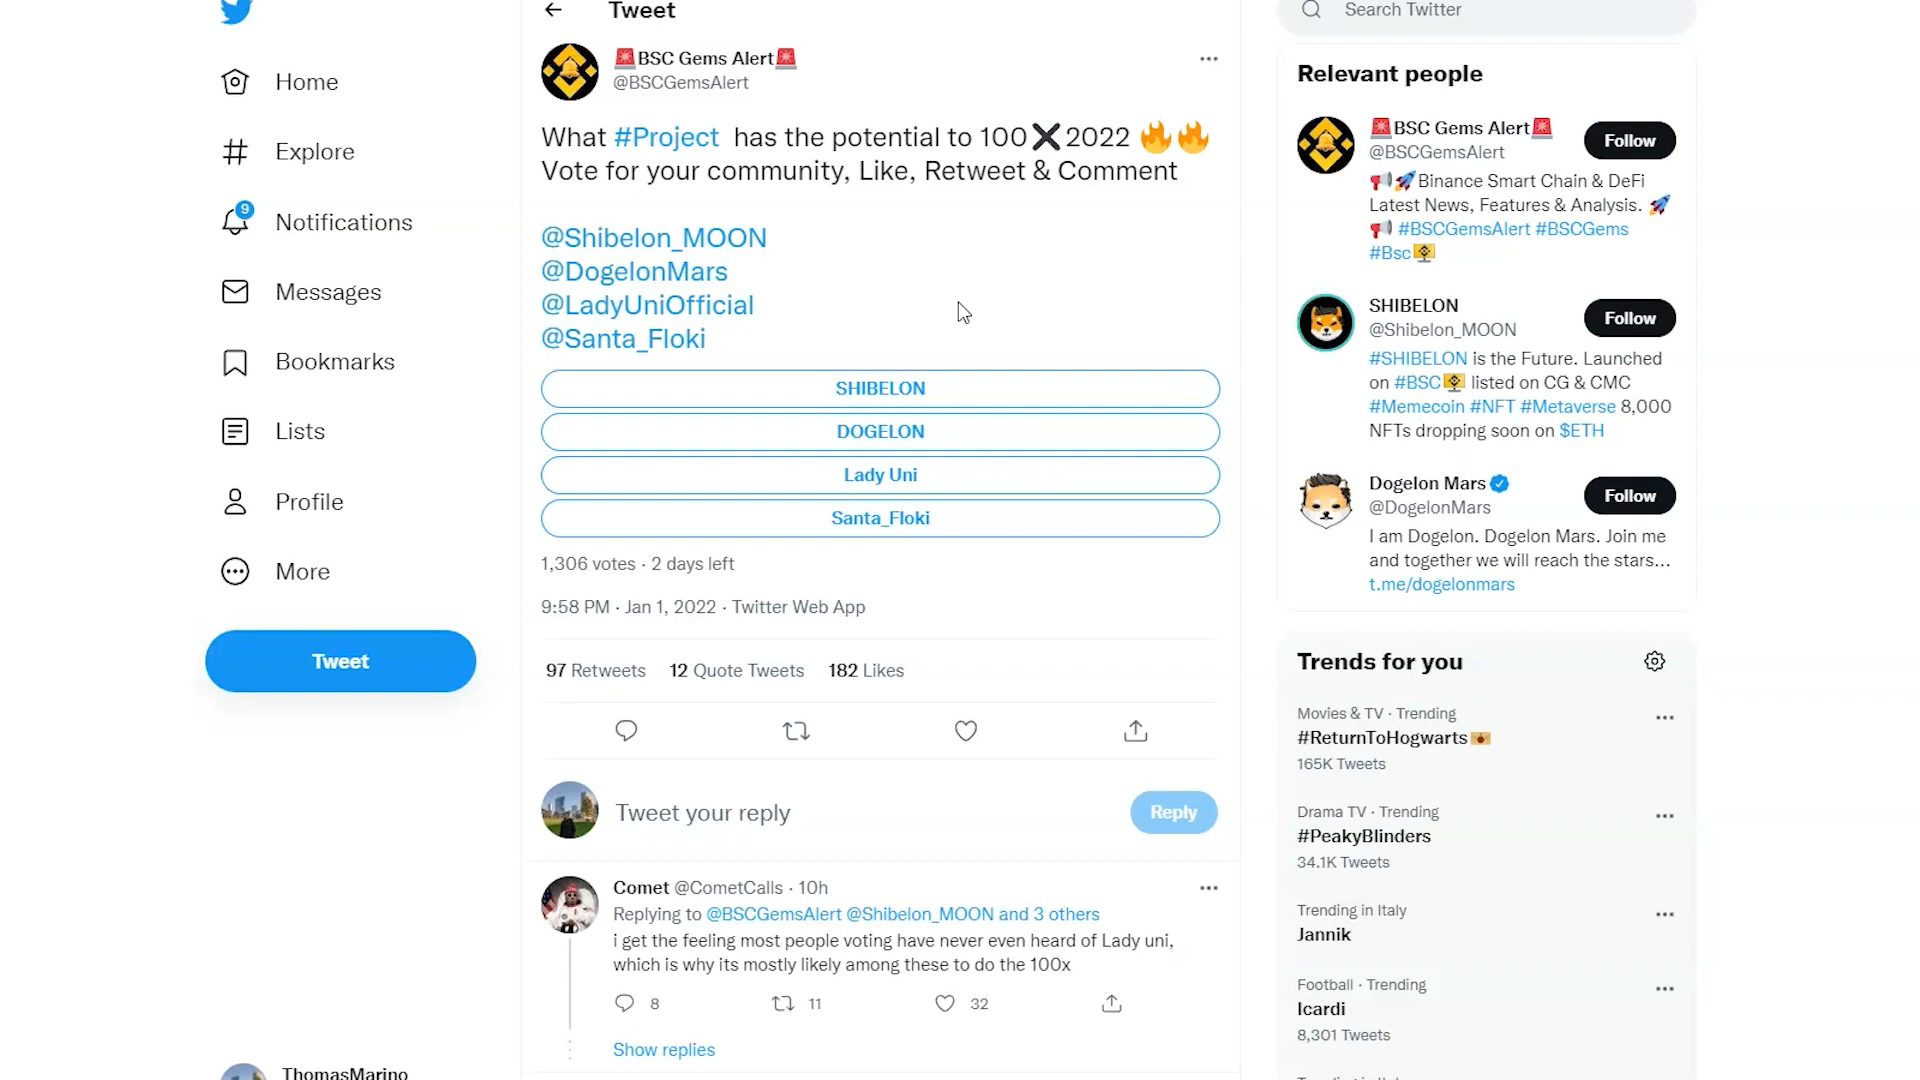 Home
Explore
9
Notifications
Messages
Bookmarks
Lists
Profile
More
Tweet
ThomasMarino
Tweet
🚨BSC Gems Alert🚨
@BSCGemsAlert
What #Project has the potential to 100❌2022 🔥🔥
Vote for your community, Like, Retweet & Comment
@Shibelon_MOON
@DogelonMars
@LadyUniOfficial
@Santa_Floki
SHIBELON
DOGELON
Lady Uni
Santa_Floki
1,306 votes · 2 days left
9:58 PM · Jan 1, 2022 · Twitter Web App
97 Retweets 12 Quote Tweets 182 Likes
Tweet your reply
Reply
Comet @CometCalls · 10h
Replying to @BSCGemsAlert @Shibelon_MOON and 3 others
i get the feeling most people voting have never even heard of Lady uni,
which is why its mostly likely among these to do the 100x
8 11 32
Show replies
Search Twitter
Relevant people
🚨BSC Gems Alert🚨
@BSCGemsAlert
Follow
📢🚀Binance Smart Chain & DeFi
Latest News, Features & Analysis. 🚀
📢 #BSCGemsAlert #BSCGems
#Bsc
SHIBELON
@Shibelon_MOON
Follow
#SHIBELON is the Future. Launched
on #BSC listed on CG & CMC
#Memecoin #NFT #Metaverse 8,000
NFTs dropping soon on $ETH
Dogelon Mars
@DogelonMars
Follow
I am Dogelon. Dogelon Mars. Join me
and together we will reach the stars...
t.me/dogelonmars
Trends for you
Movies & TV · Trending
#ReturnToHogwarts
165K Tweets
Drama TV · Trending
#PeakyBlinders
34.1K Tweets
Trending in Italy
Jannik
Football · Trending
Icardi
8,301 Tweets